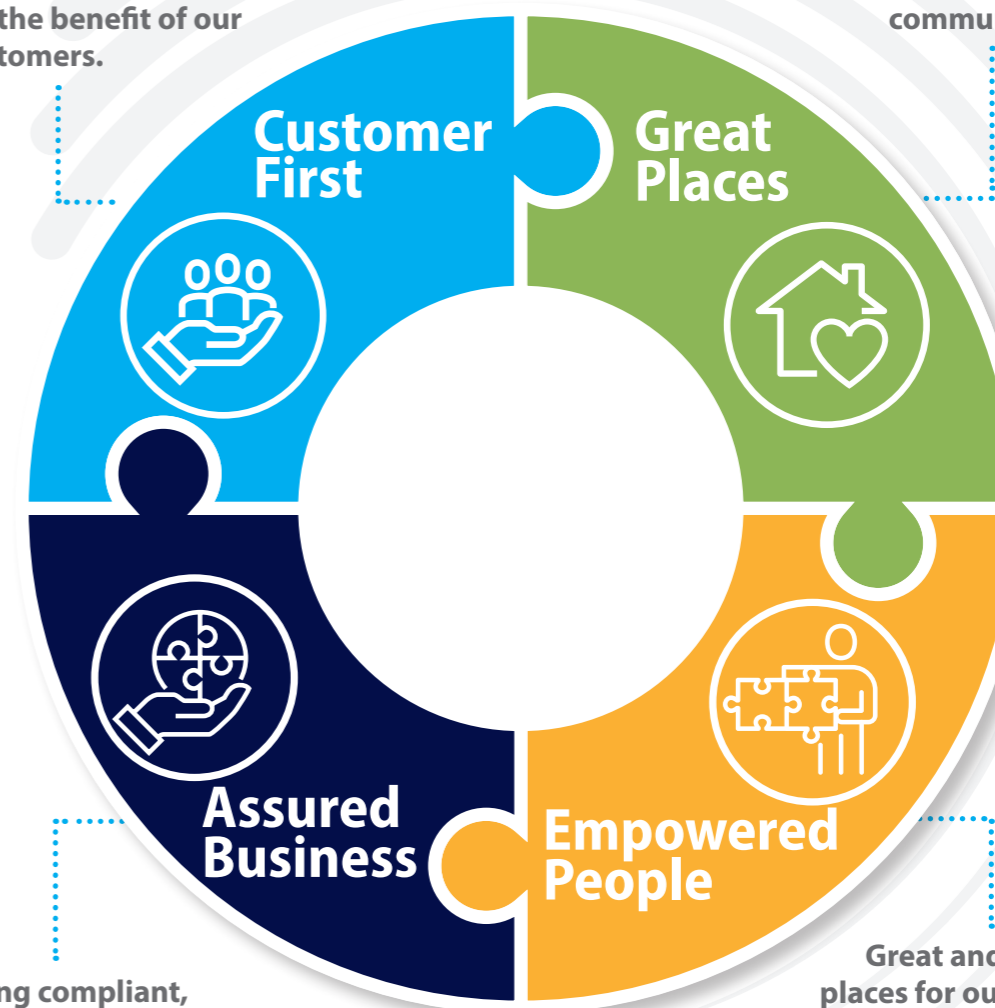 the benefit of our
tomers.
commu
Customer
First
Great
Places
Assured
Business
Empowered
People
ng compliant,
Great and
places for ou